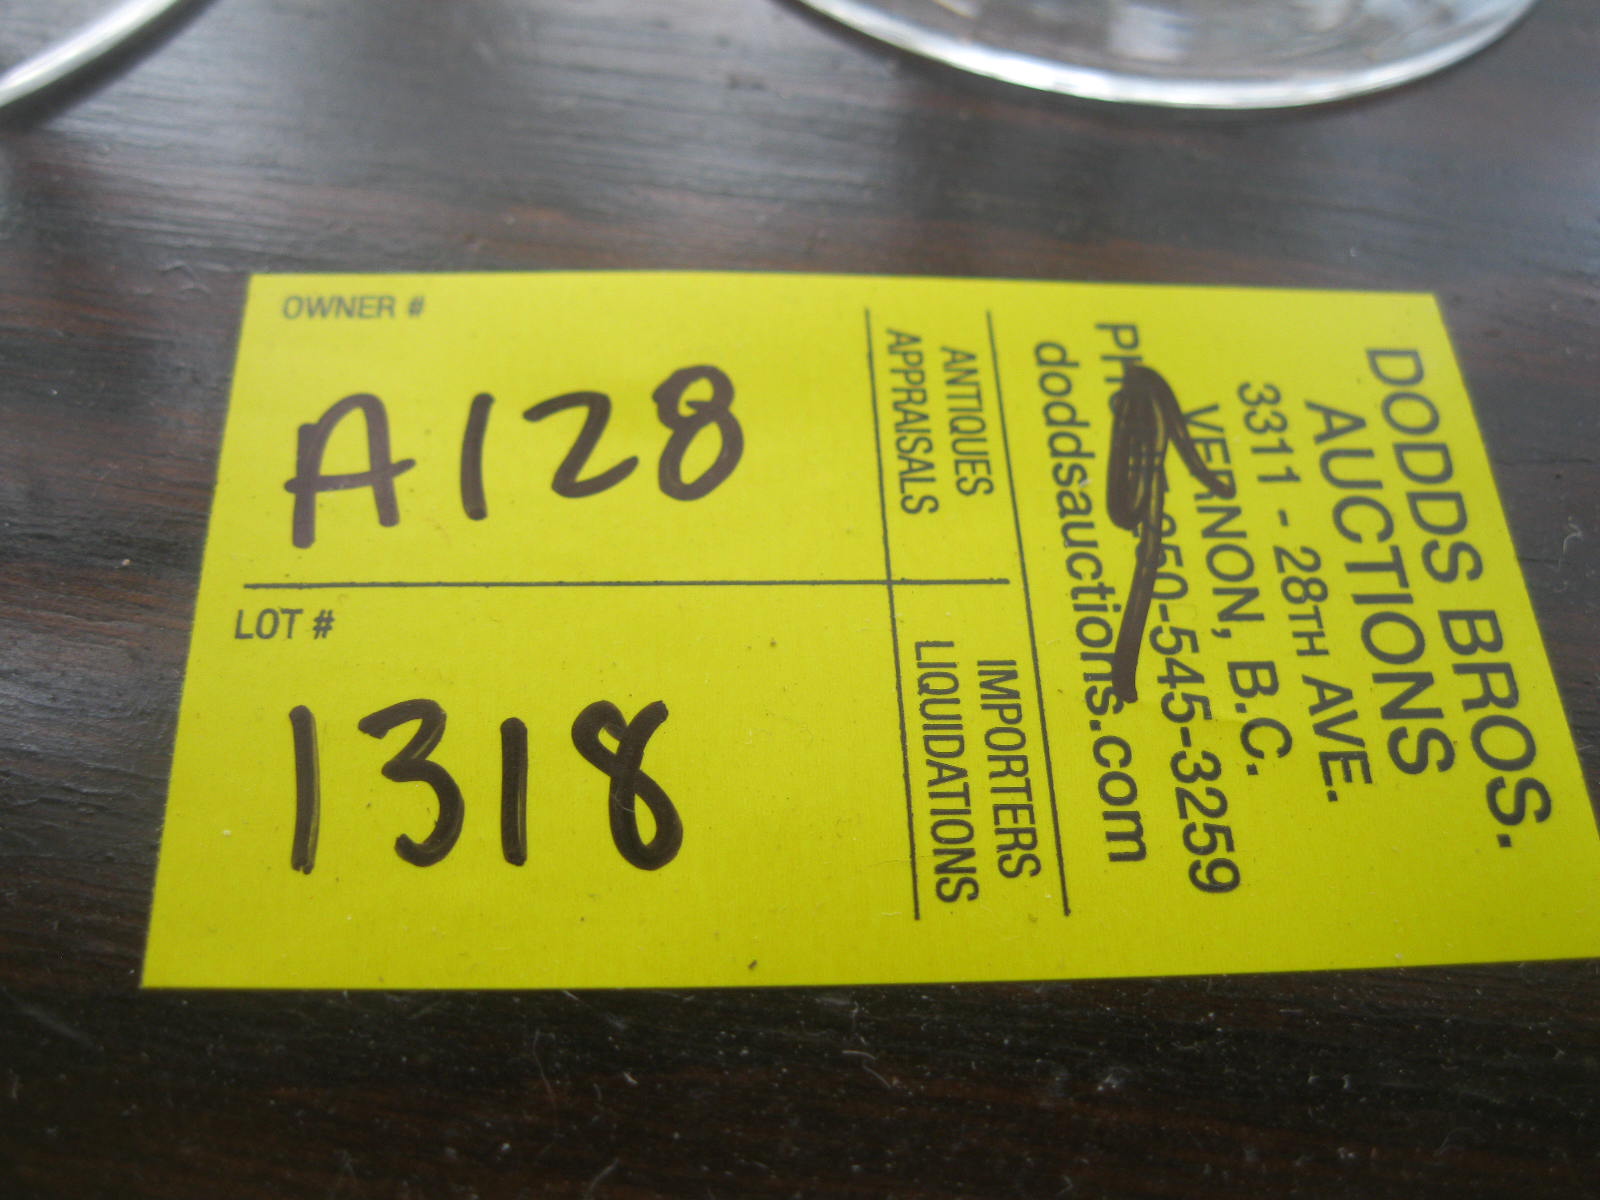 OWNER #
A128
LOT #
1318
ANTIQUES
APPRAISALS
IMPORTERS
LIQUIDATIONS
DODDS BROS.
AUCTIONS
3311 - 28TH AVE.
VERNON, B.C.
250-545-3259
doddsauctions.com